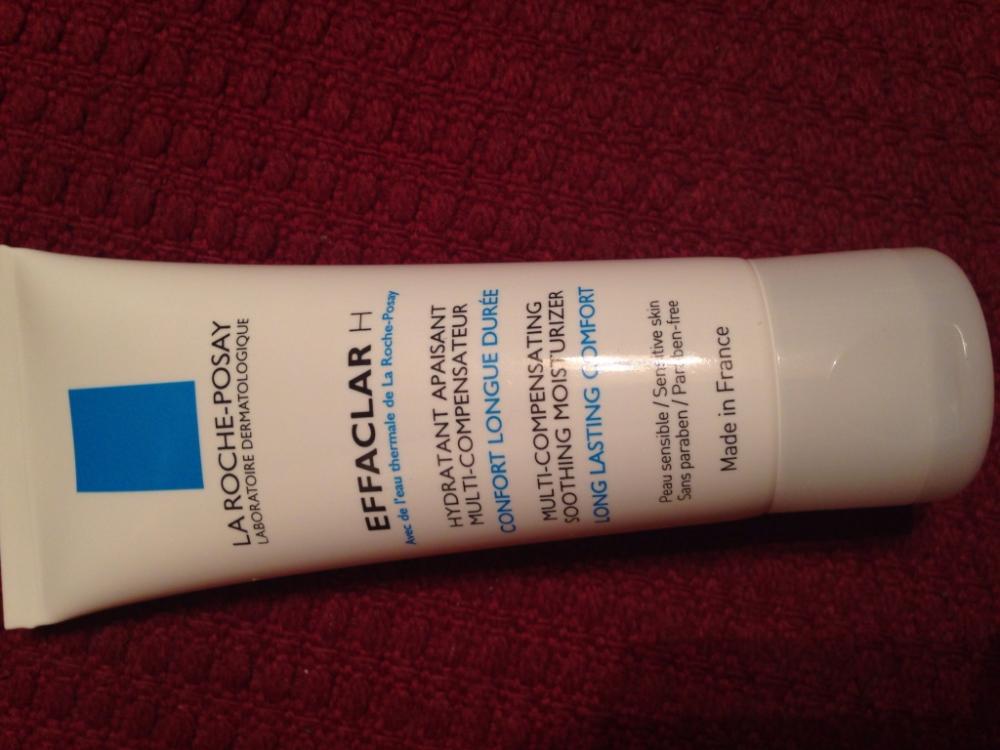 LA ROCHE-POSAY
LABORATOIRE DERMATOLOGIQUE
EFFACLAR H
Avec de l'eau thermale de La Roche-Posay
HYDRATANT APAISANT
MULTI-COMPENSATEUR
CONFORT LONGUE DURÉE
MULTI-COMPENSATING
SOOTHING MOISTURIZER
LONG LASTING COMFORT
Peau sensible / Sensitive skin
Sans paraben / Paraben-free
Made in France